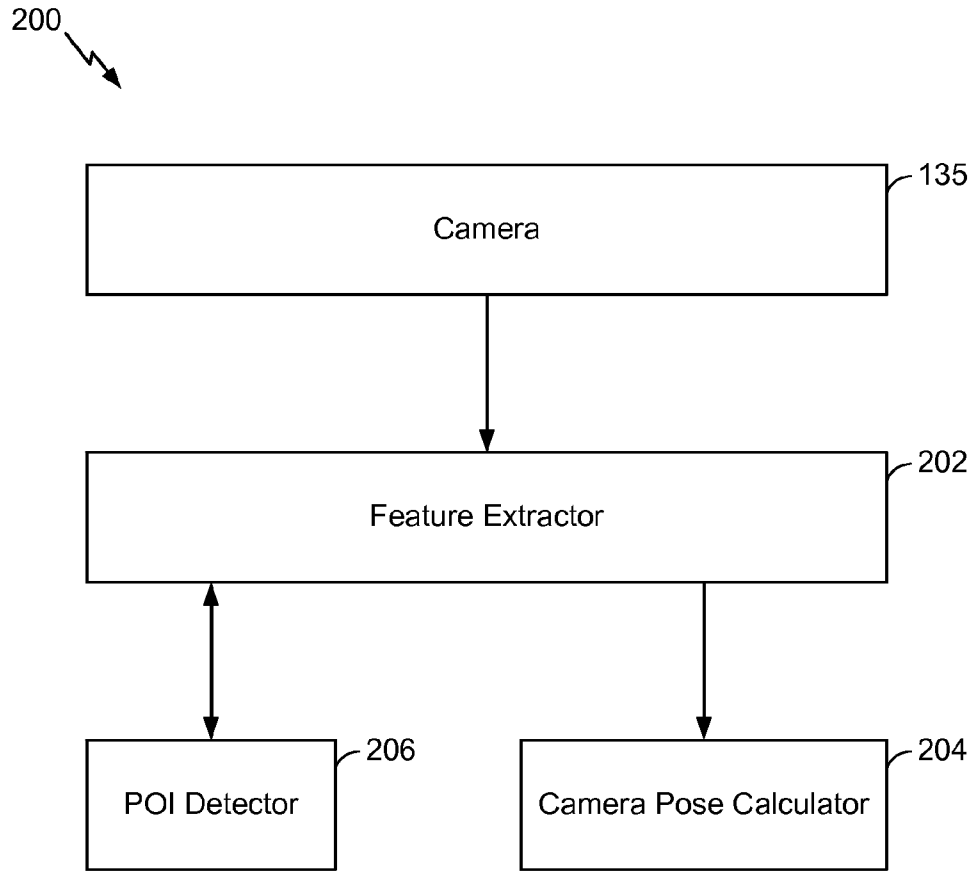 200
135
Camera
202
Feature Extractor
206
POI Detector
204
Camera Pose Calculator